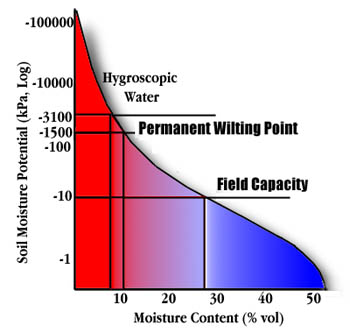 -100000
-10000
Hygroscopic
Water
-3100
-1500
Permanent Wilting Point
-100
Field Capacity
-10
-1
Soil Moisture Potential (kPa, Log)
10 20 30 40 50
Moisture Content (% vol)